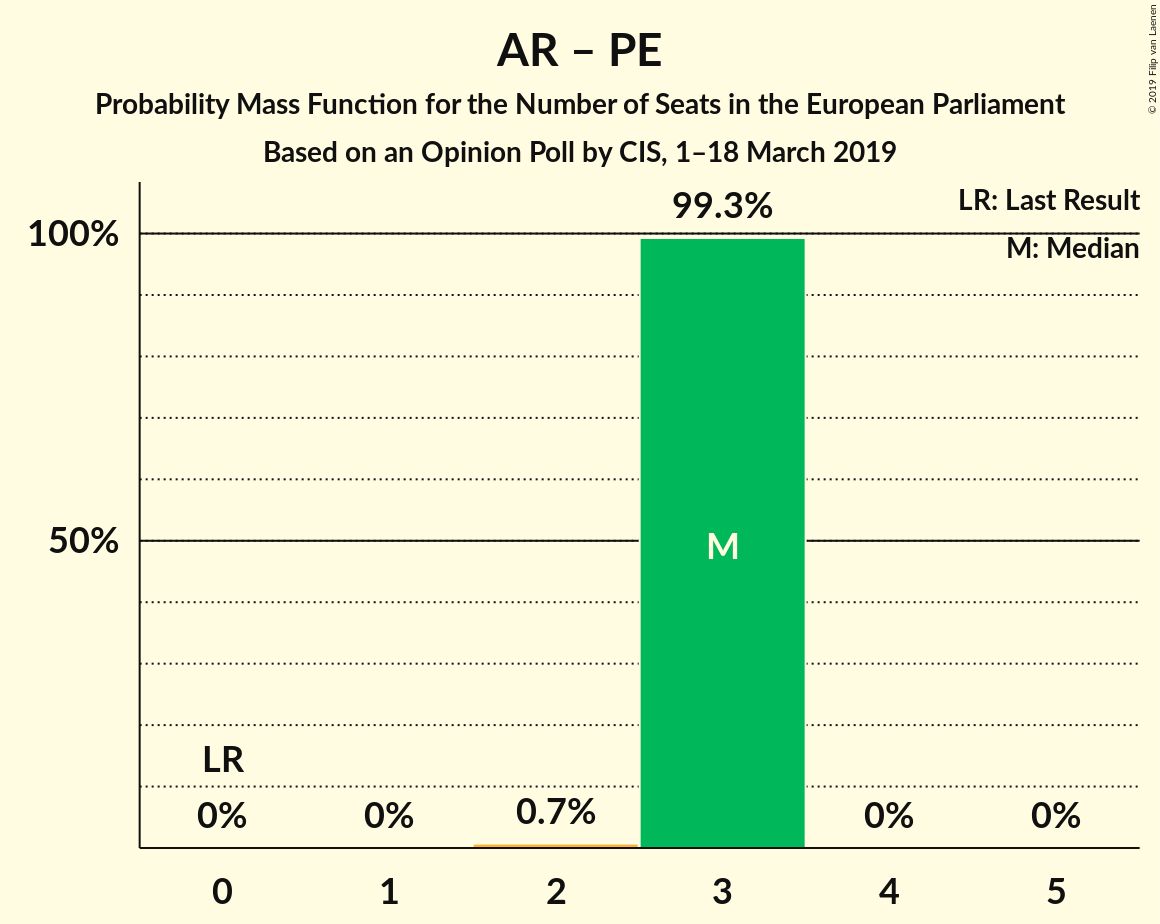 AR – PE
Probability Mass Function for the Number of Seats in the European Parliament
Based on an Opinion Poll by CIS, 1–18 March 2019
© 2019 Filip van Laenen
LR: Last Result
M: Median
99.3%
100%
50%
M
LR
0%
0%
0.7%
0%
0%
0 1 2 3 4 5